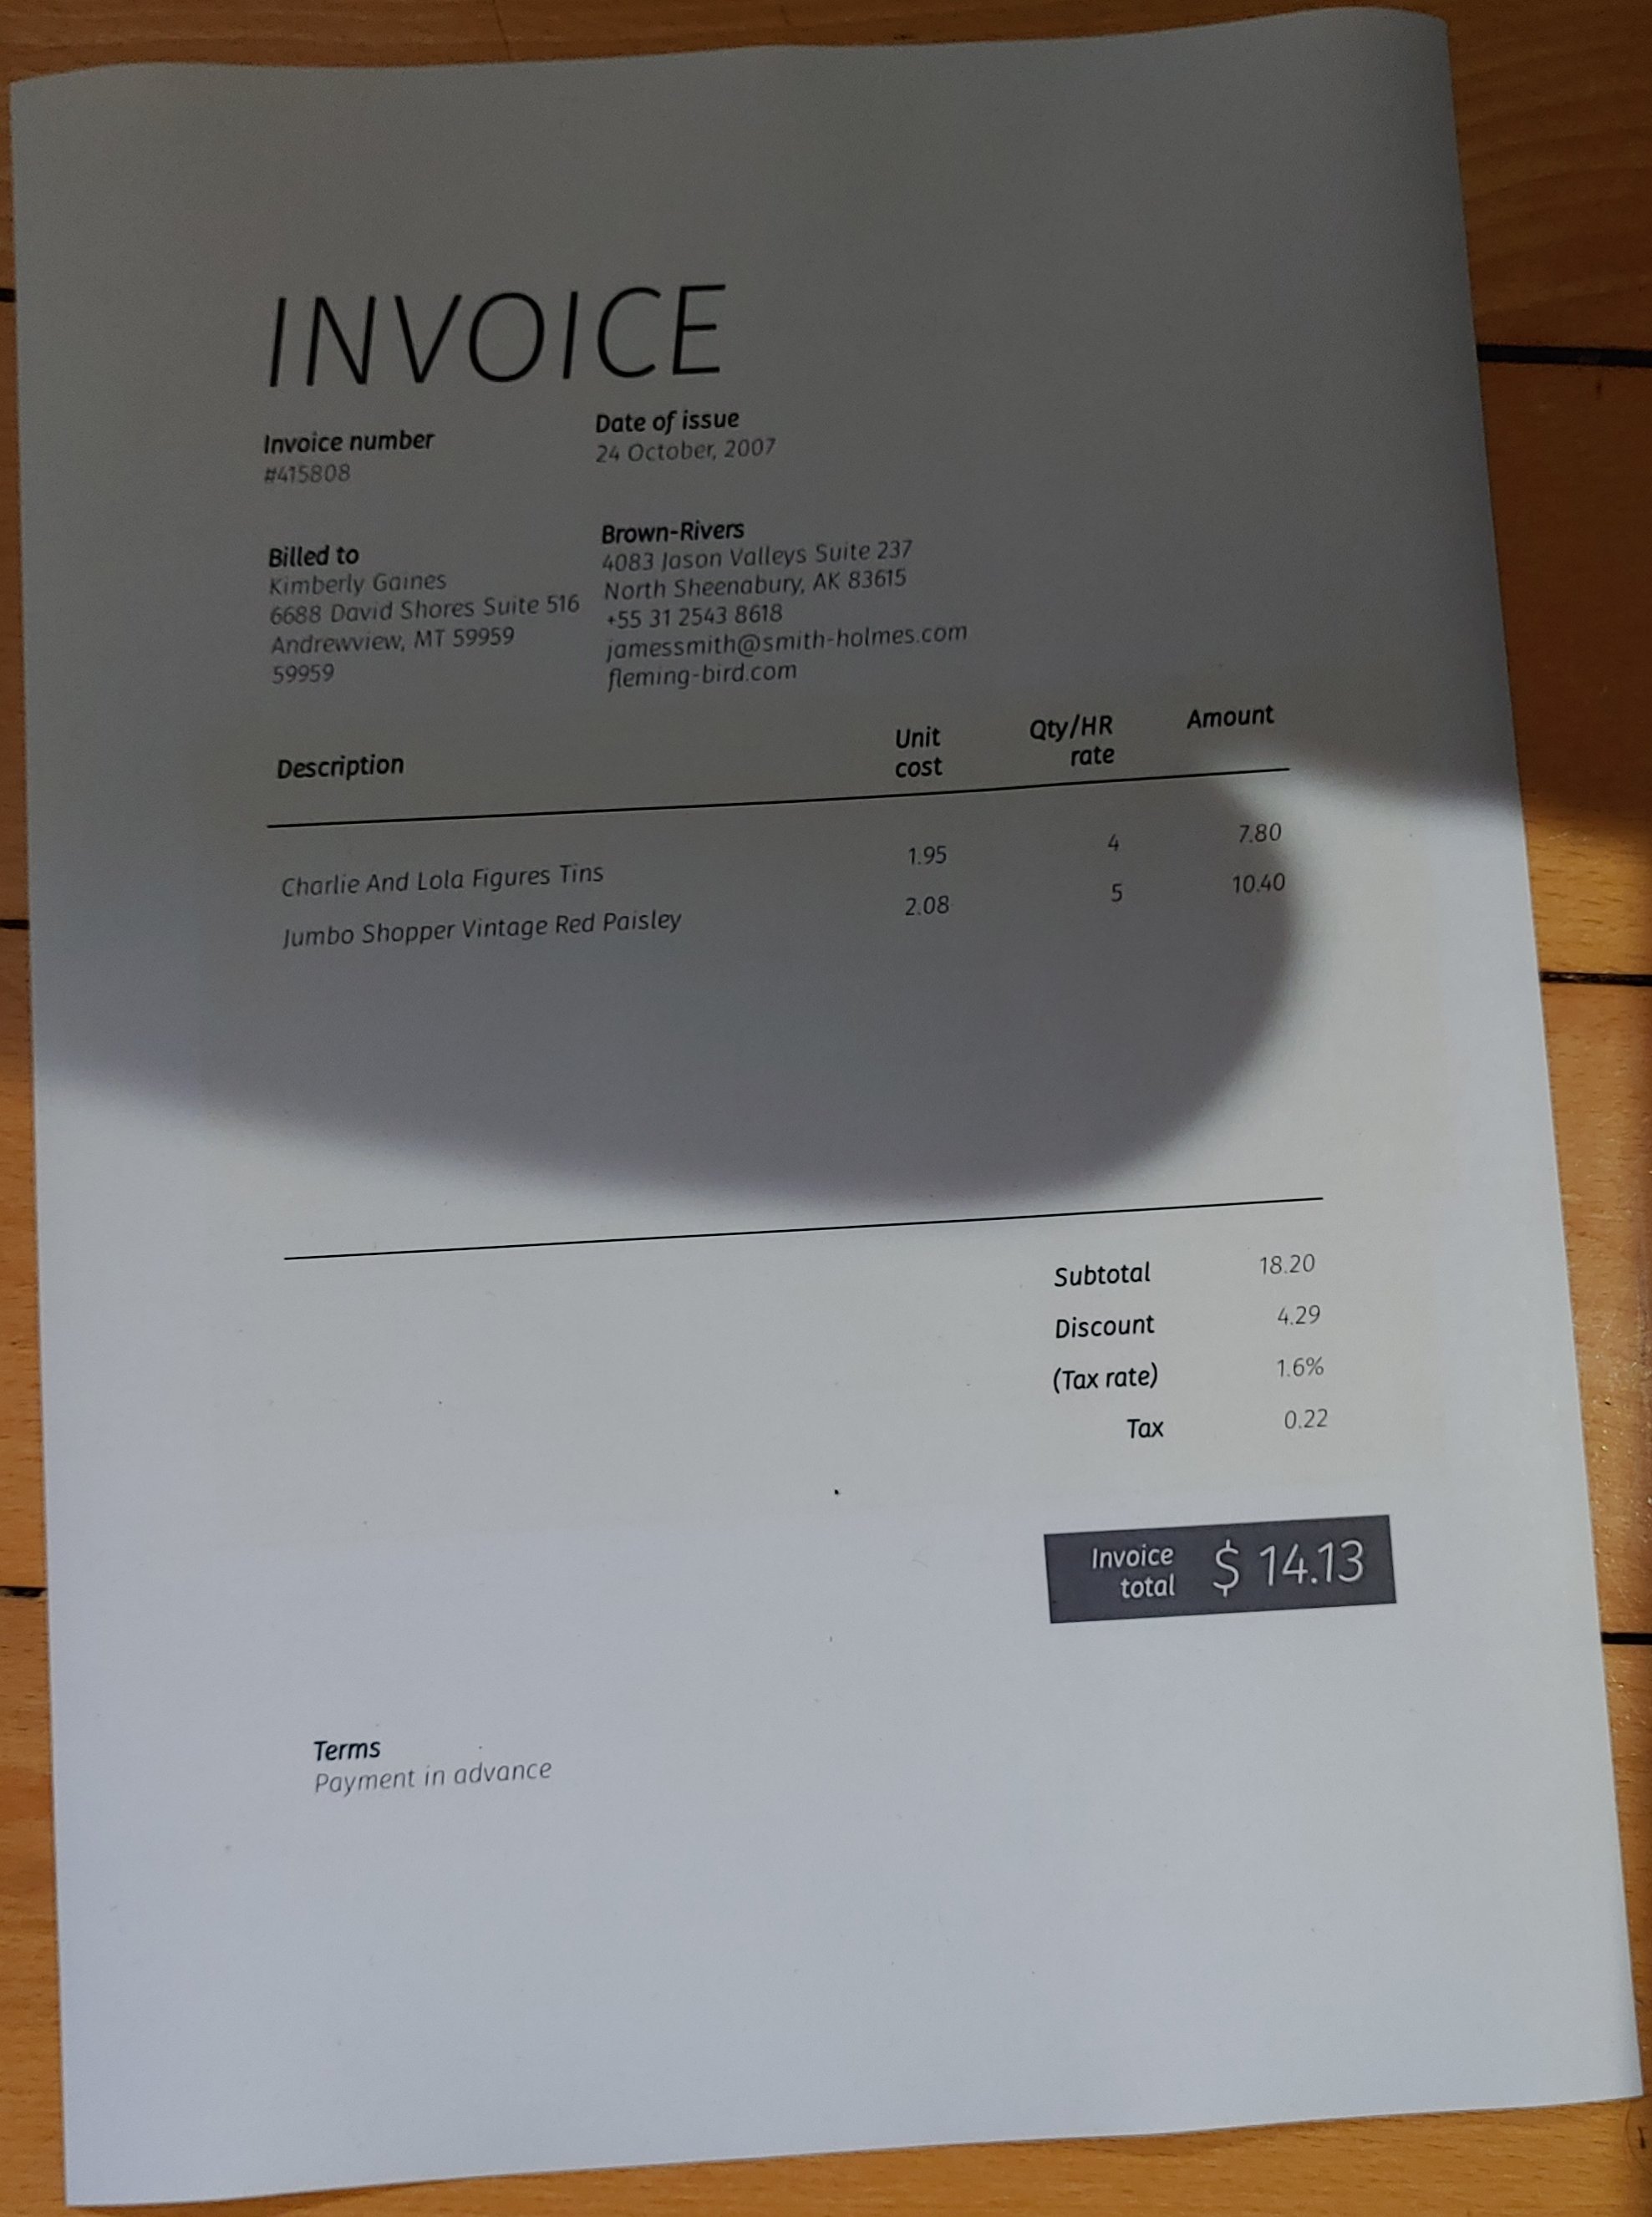 INVOICE
Invoice number
#415808
Date of issue
24 October, 2007
Billed to
Kimberly Gaines
6688 David Shores Suite 516
Andrewview, MT 59959
59959
Brown-Rivers
4083 Jason Valleys Suite 237
North Sheenabury, AK 83615
+55 31 2543 8618
jamessmith@smith-holmes.com
fleming-bird.com
Description
Unit
cost
Qty/HR
rate
Amount
Charlie And Lola Figures Tins 1.95 4 7.80
Jumbo Shopper Vintage Red Paisley 2.08 5 10.40
Subtotal 18.20
Discount 4.29
(Tax rate) 1.6%
Tax 0.22
Invoice
total
$ 14.13
Terms
Payment in advance